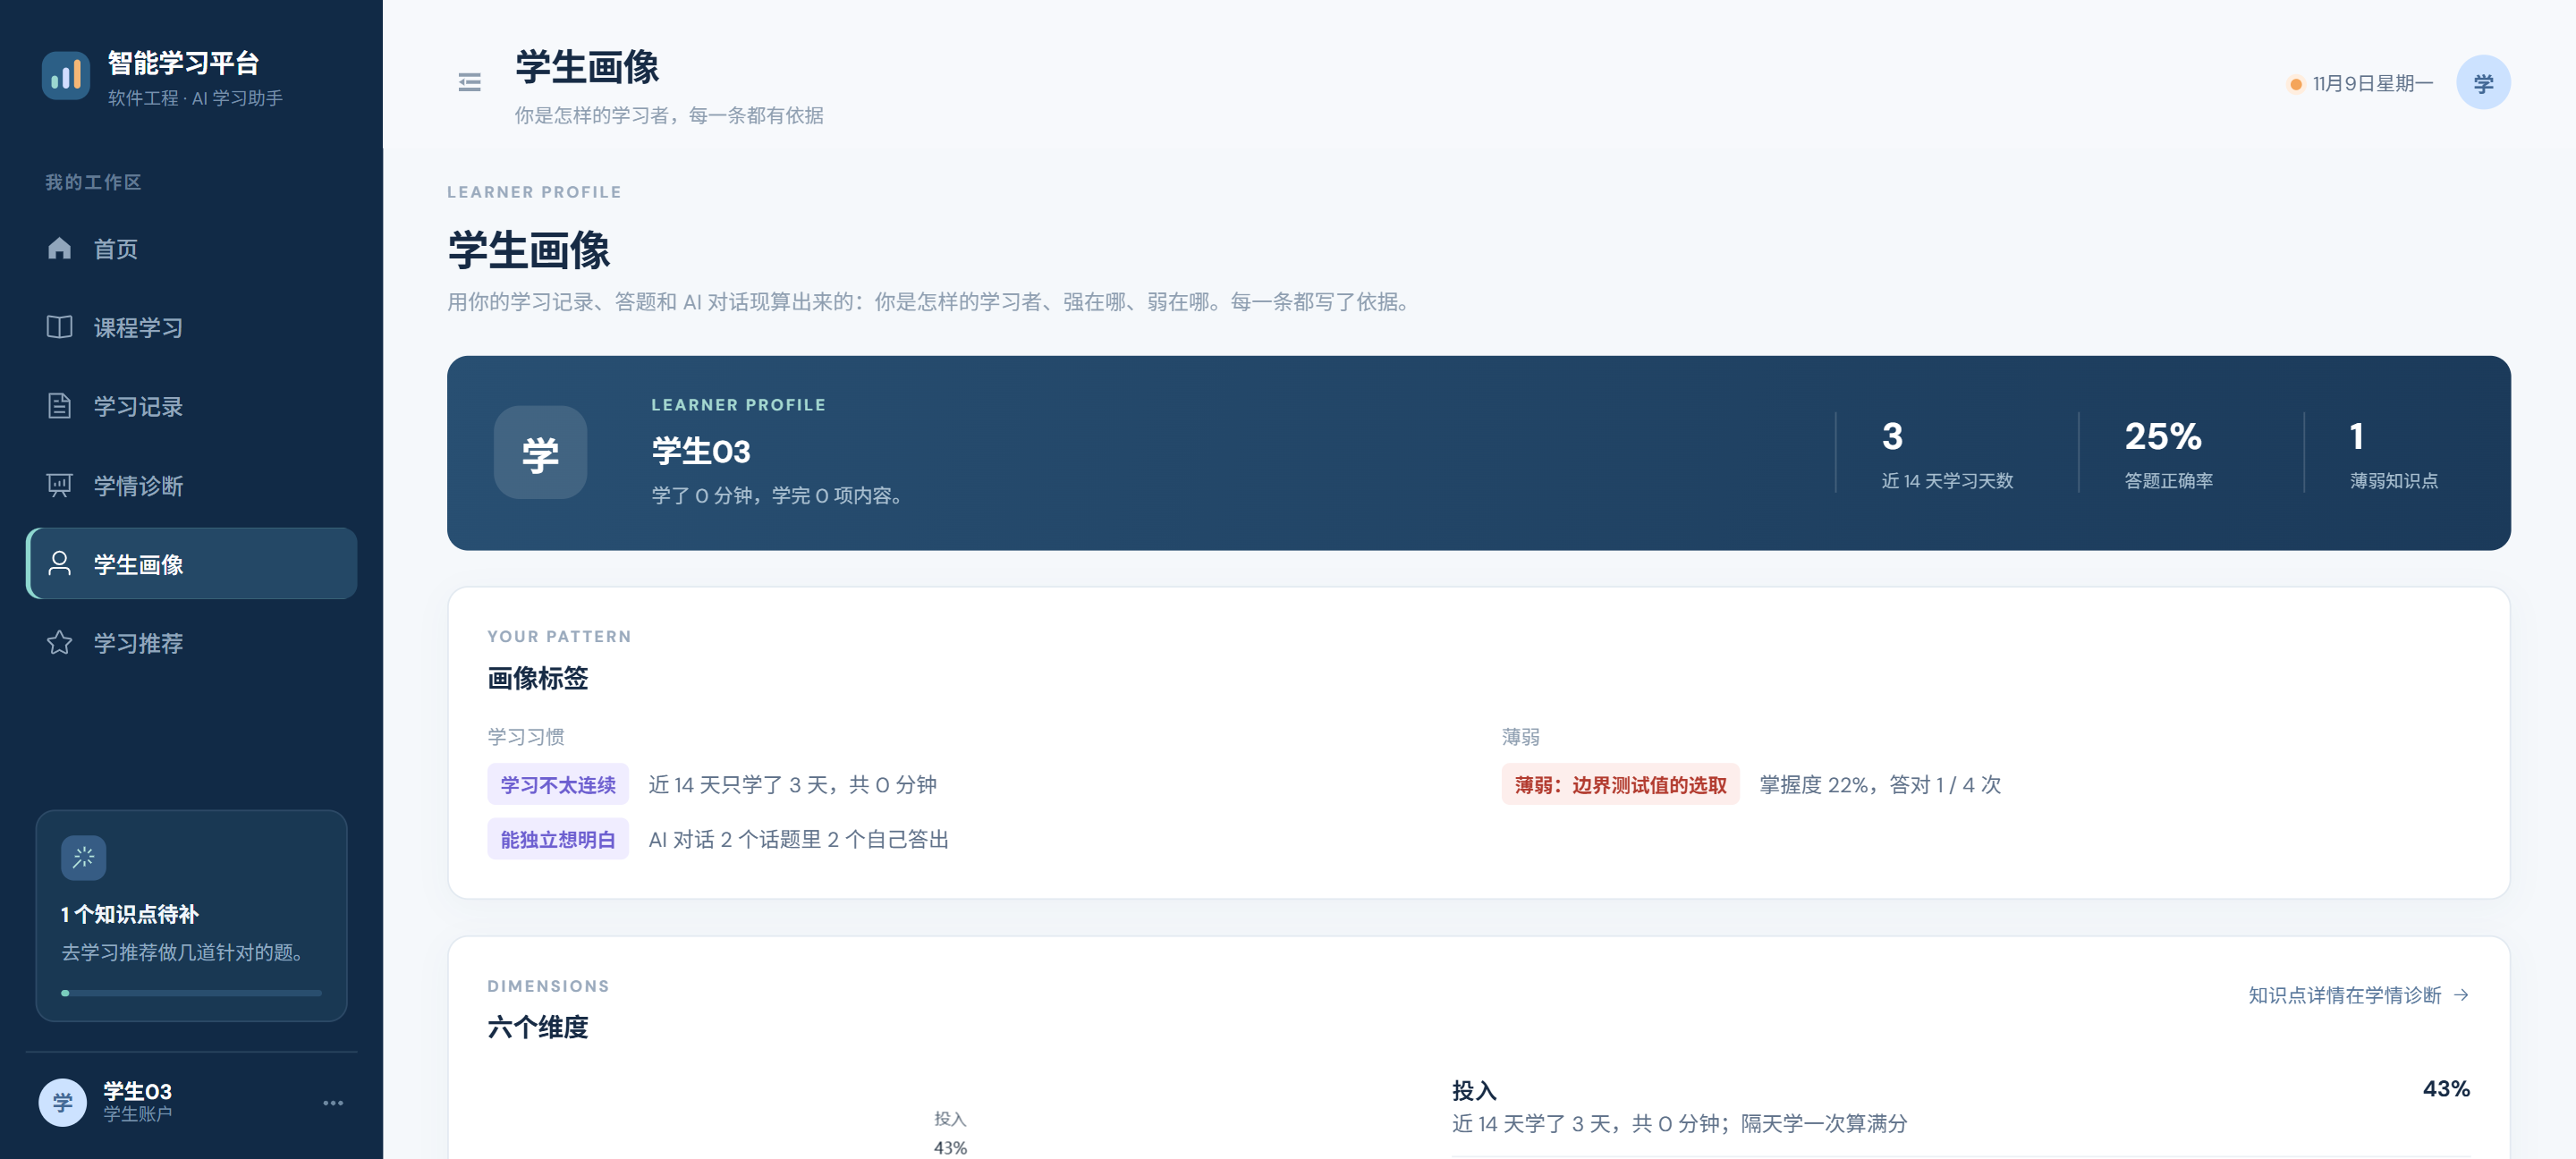 智能学习平台
软件工程 · AI 学习助手
我的工作区
首页
课程学习
学习记录
学情诊断
学生画像
学习推荐
1 个知识点待补
去学习推荐做几道针对的题。
学
学生03
学生账户
学生画像
你是怎样的学习者，每一条都有依据
11月9日星期一
学
LEARNER PROFILE
学生画像
用你的学习记录、答题和 AI 对话现算出来的：你是怎样的学习者、强在哪、弱在哪。每一条都写了依据。
学
LEARNER PROFILE
学生03
学了 0 分钟，学完 0 项内容。
3
近 14 天学习天数
25%
答题正确率
1
薄弱知识点
YOUR PATTERN
画像标签
学习习惯
学习不太连续 近 14 天只学了 3 天，共 0 分钟
能独立想明白 AI 对话 2 个话题里 2 个自己答出
薄弱
薄弱：边界测试值的选取 掌握度 22%，答对 1 / 4 次
DIMENSIONS
六个维度
知识点详情在学情诊断 →
投入
43%
投入 43%
近 14 天学了 3 天，共 0 分钟；隔天学一次算满分